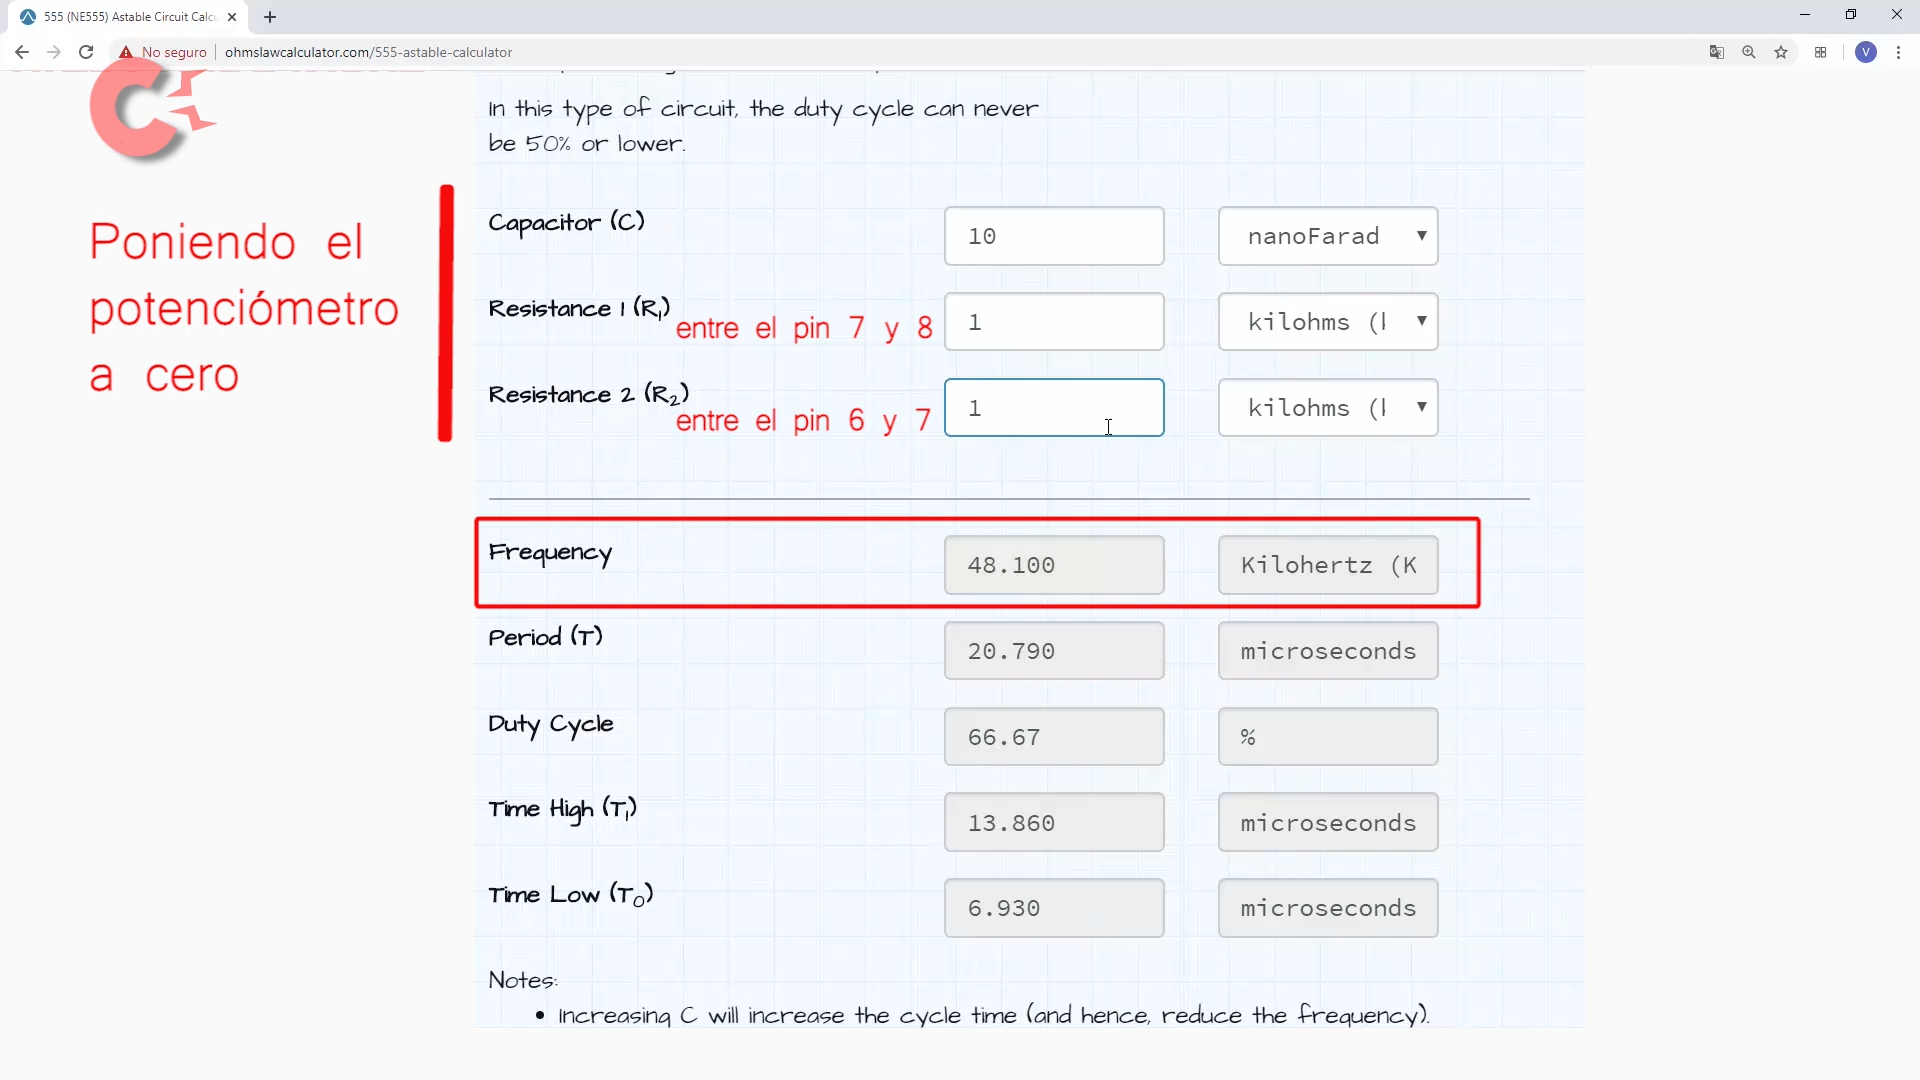 555 (NE555) Astable Circuit Calc
No seguro
ohmslawcalculator.com/555-astable-calculator
V
In this type of circuit, the duty cycle can never
be 50% or lower.
Poniendo el
potenciómetro
a cero
Capacitor (C)
10
nanoFarad
Resistance 1 (R1)
entre el pin 7 y 8
1
kilohms (k
Resistance 2 (R2)
entre el pin 6 y 7
1
kilohms (k
Frequency
48.100
Kilohertz (K
Period (T)
20.790
microseconds
Duty Cycle
66.67
%
Time High (T1)
13.860
microseconds
Time Low (T0)
6.930
microseconds
Notes:
• Increasing C will increase the cycle time (and hence, reduce the frequency).